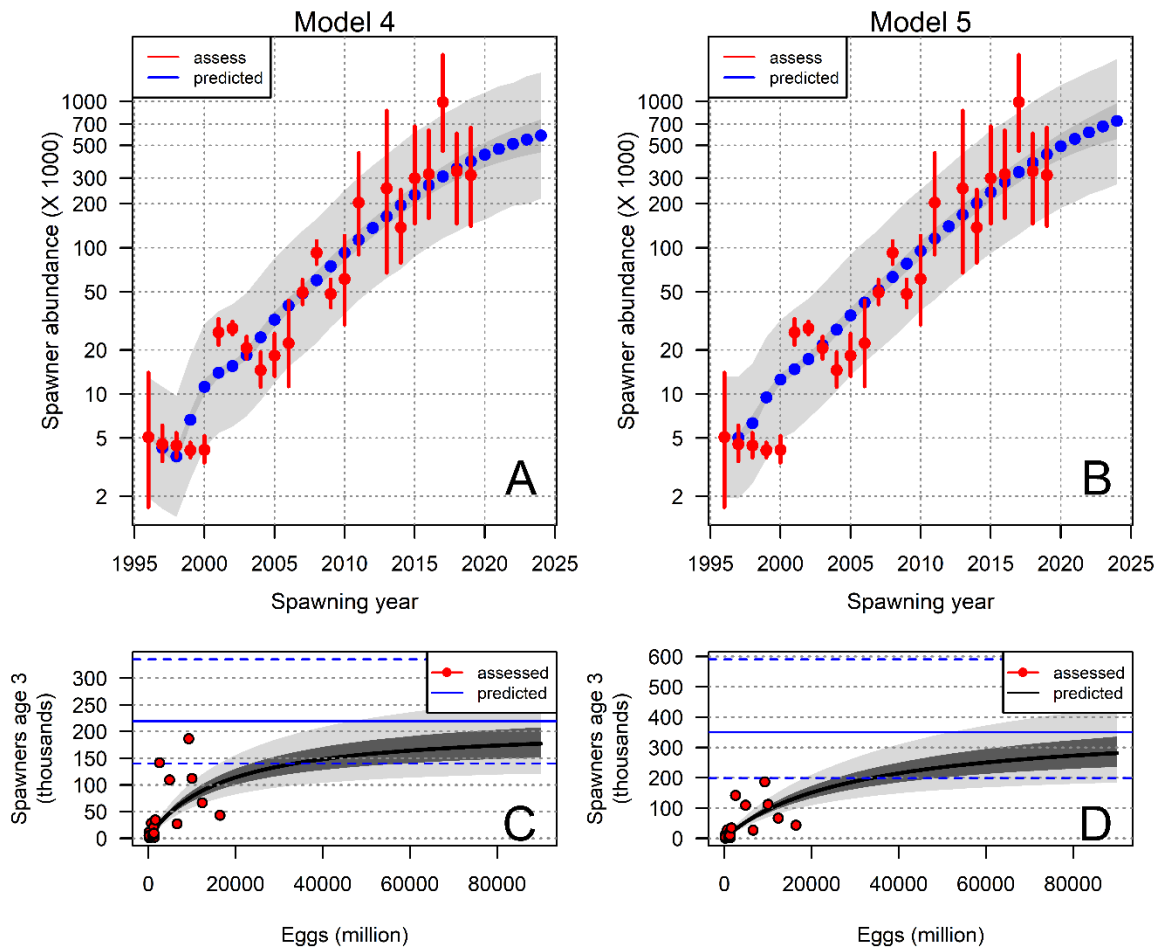 Model 4
assess
predicted
Spawner abundance (X 1000)
1000
700
500
300
200
100
50
20
10
5
2
A
1995 2000 2005 2010 2015 2020 2025
Spawning year
Model 5
assess
predicted
Spawner abundance (X 1000)
1000
700
500
300
200
100
50
20
10
5
2
B
1995 2000 2005 2010 2015 2020 2025
Spawning year
Spawners age 3
(thousands)
300
250
200
150
100
50
0
assessed
predicted
C
0 20000 40000 60000 80000
Eggs (million)
Spawners age 3
(thousands)
600
500
400
300
200
100
0
assessed
predicted
D
0 20000 40000 60000 80000
Eggs (million)